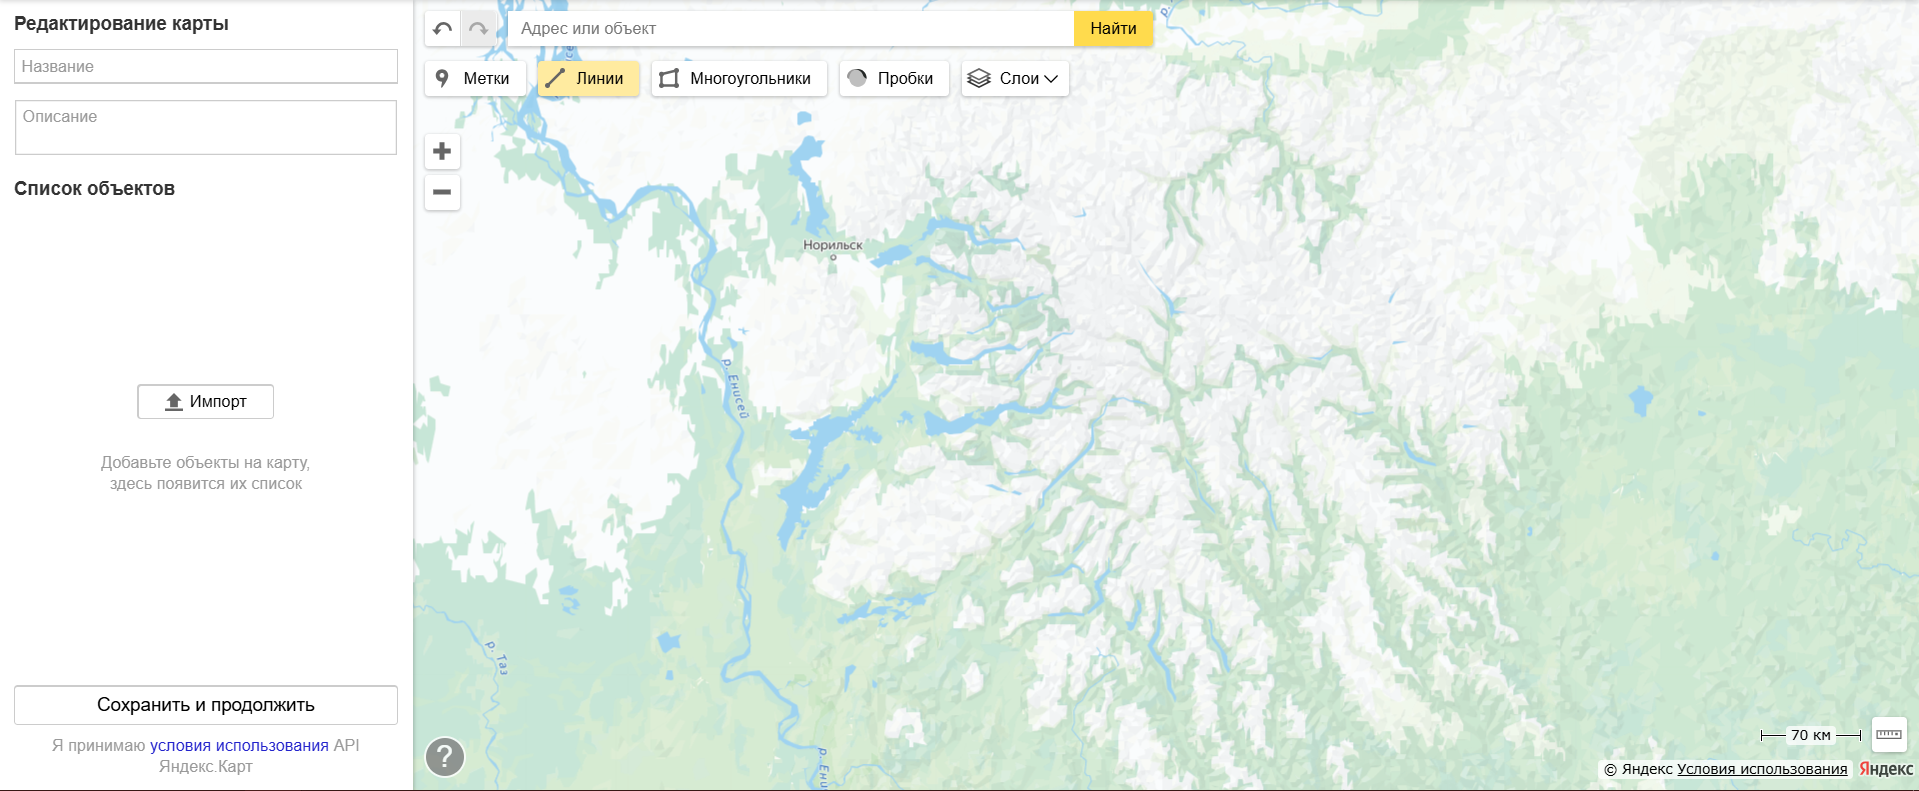 Редактирование карты
Название
Описание
Список объектов
Импорт
Добавьте объекты на карту,
здесь появится их список
Сохранить и продолжить
Я принимаю условия использования API
Яндекс.Карт
Адрес или объект
Найти
Метки
Линии
Многоугольники
Пробки
Слои
Норильск
р. Енисей
р. Таз
р. Ени
?
70 км
© Яндекс Условия использования
Яндекс